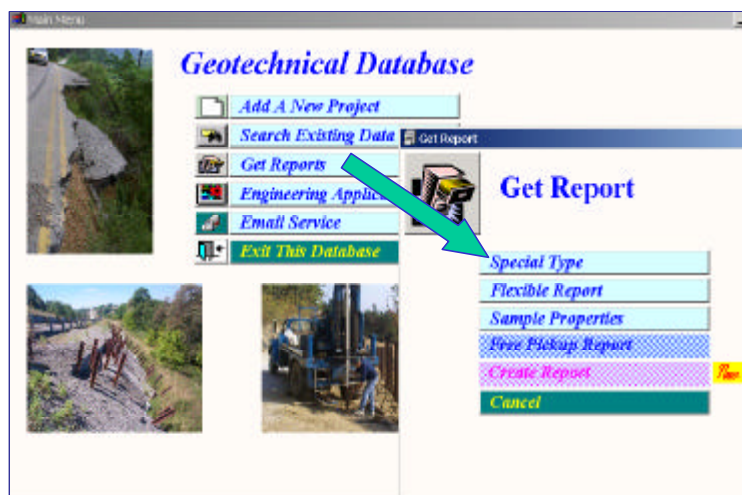 Main Menu
Geotechnical Database
Add A New Project
Search Existing Data
Get Reports
Engineering Applic
Email Service
Exit This Database
Get Report
Get Report
Special Type
Flexible Report
Sample Properties
Free Pickup Report
Create Report
New
Cancel